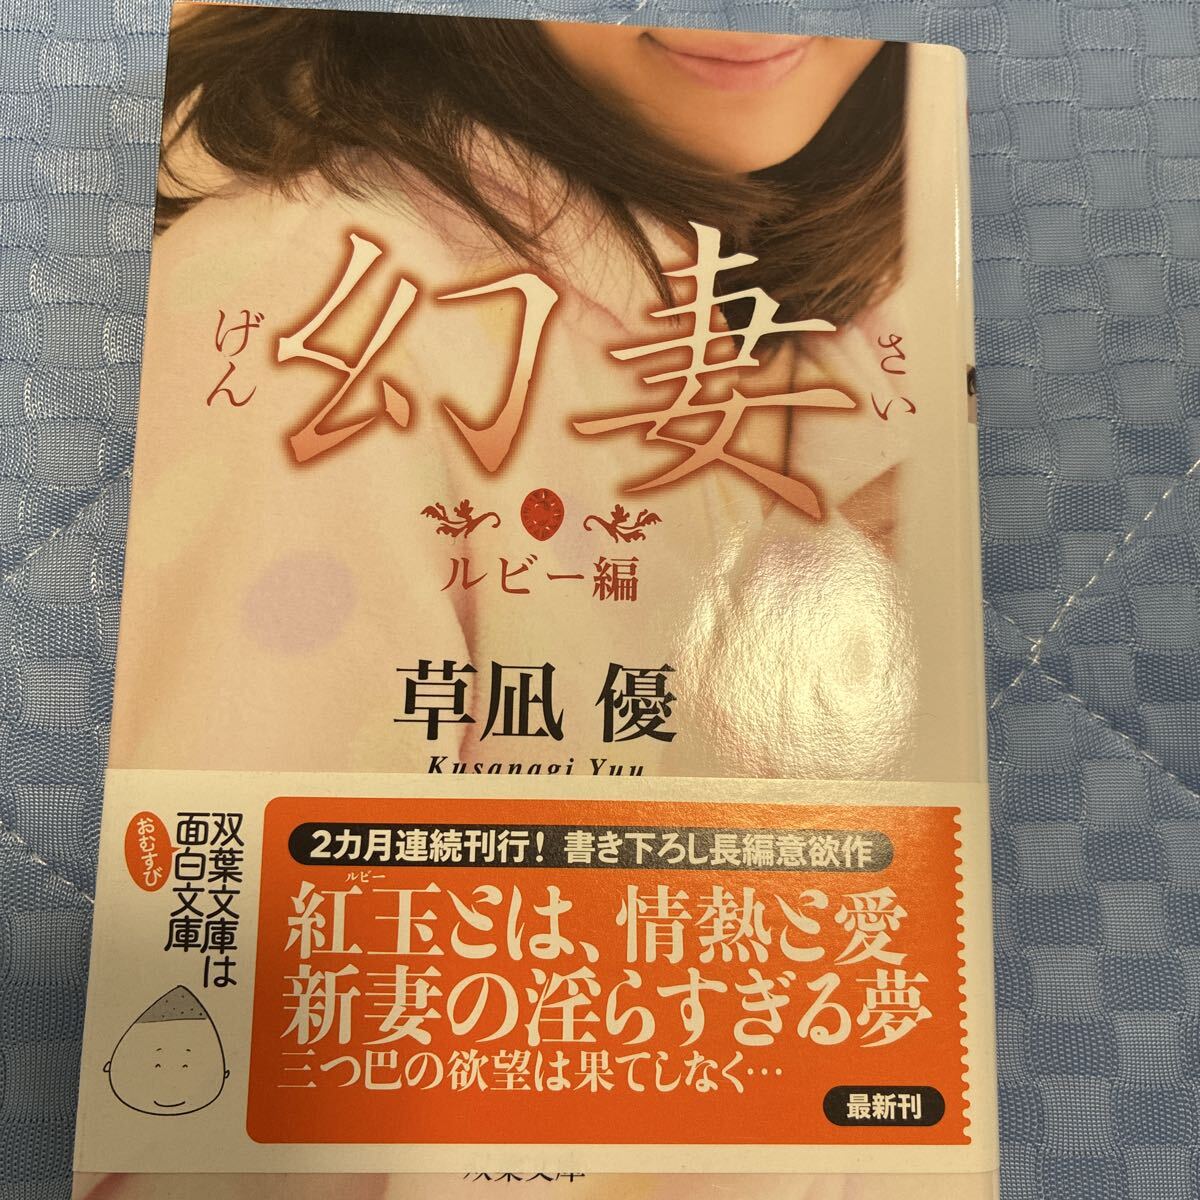 幻妻
げん
さい
ルビー編
草凪 優
Kusanagi Yuu
双葉文庫は
面白文庫
おむすび
2カ月連続刊行! 書き下ろし長編意欲作
ルビー
紅玉とは、情熱と愛
新妻の淫らすぎる夢
三つ巴の欲望は果てしなく…
最新刊
双葉文庫